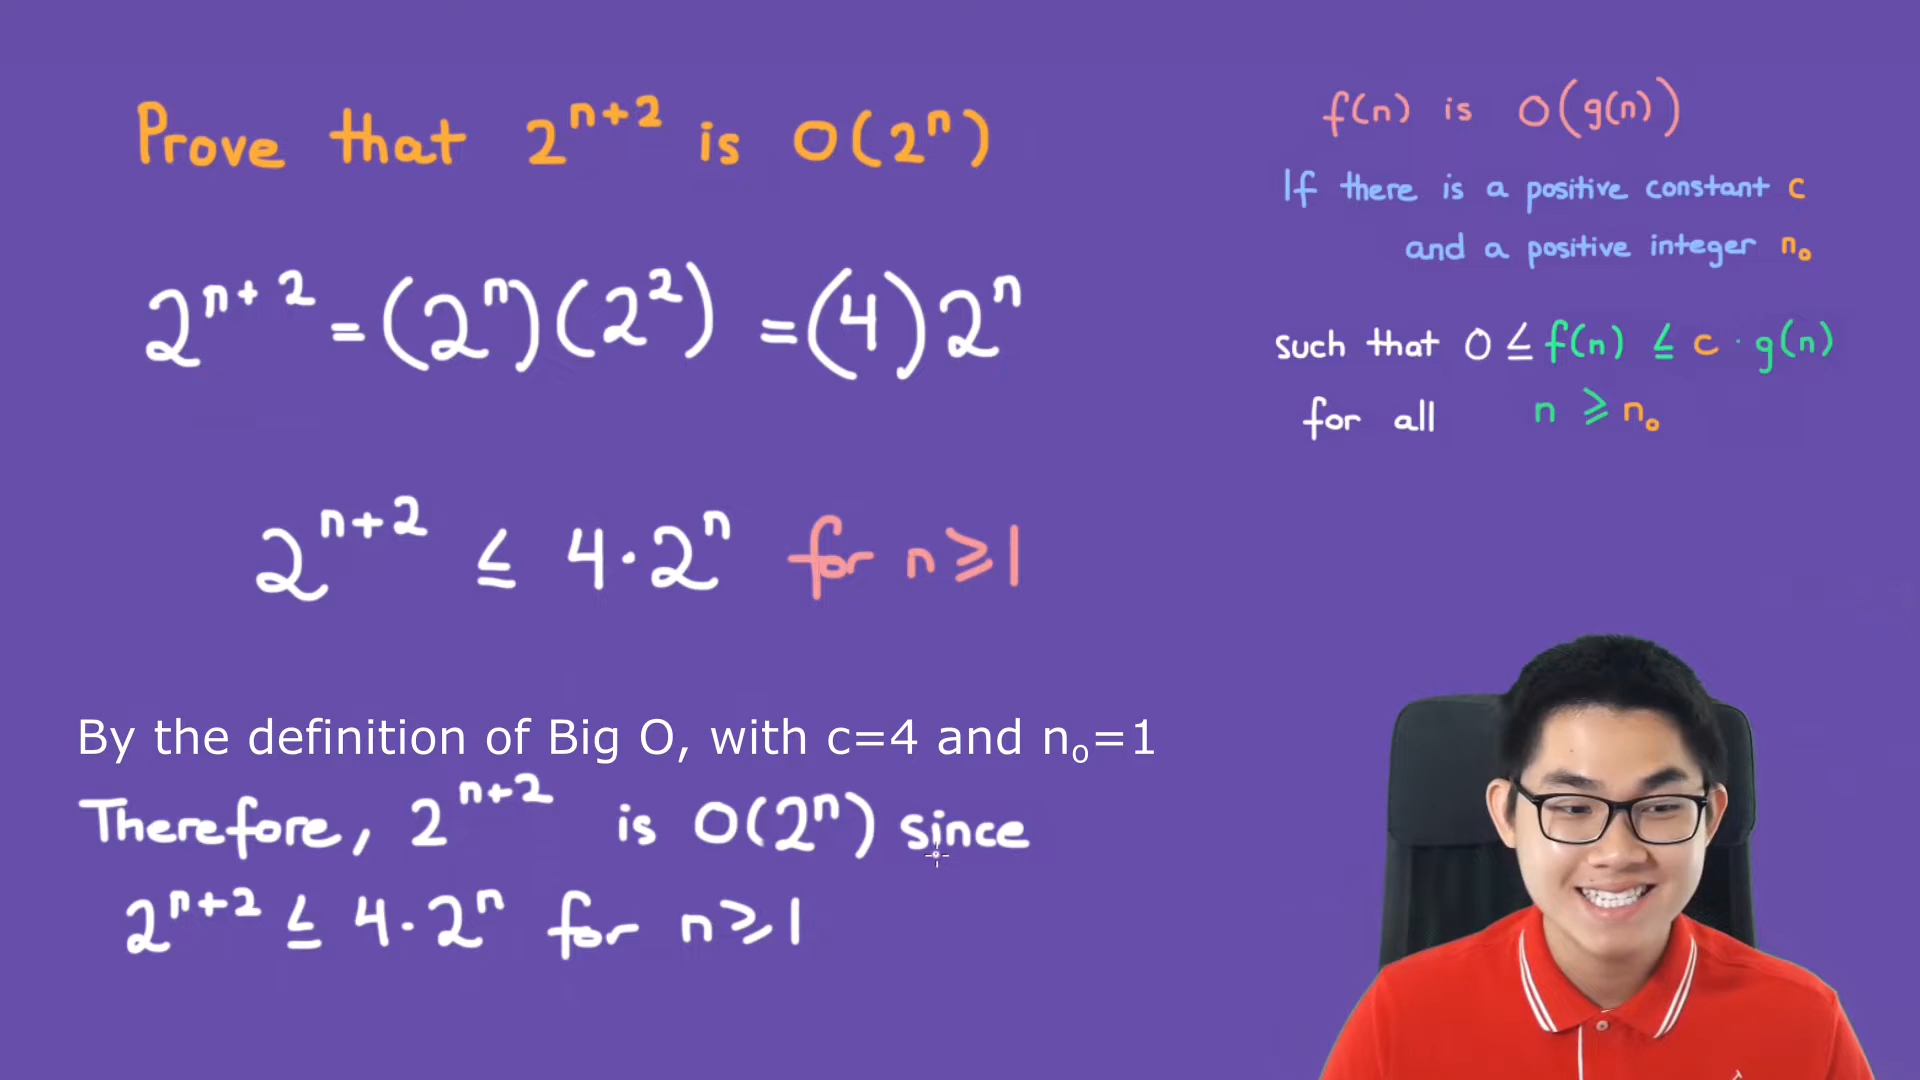 Prove that 2^{n+2} is O(2^n)
2^{n+2} = (2^n)(2^2) = (4)2^n
2^{n+2} ≤ 4·2^n for n ≥ 1
By the definition of Big O, with c=4 and n₀=1
Therefore, 2^{n+2} is O(2^n) since
2^{n+2} ≤ 4·2^n for n ≥ 1
f(n) is O(g(n))
If there is a positive constant c
and a positive integer n₀
such that 0 ≤ f(n) ≤ c · g(n)
for all n ≥ n₀